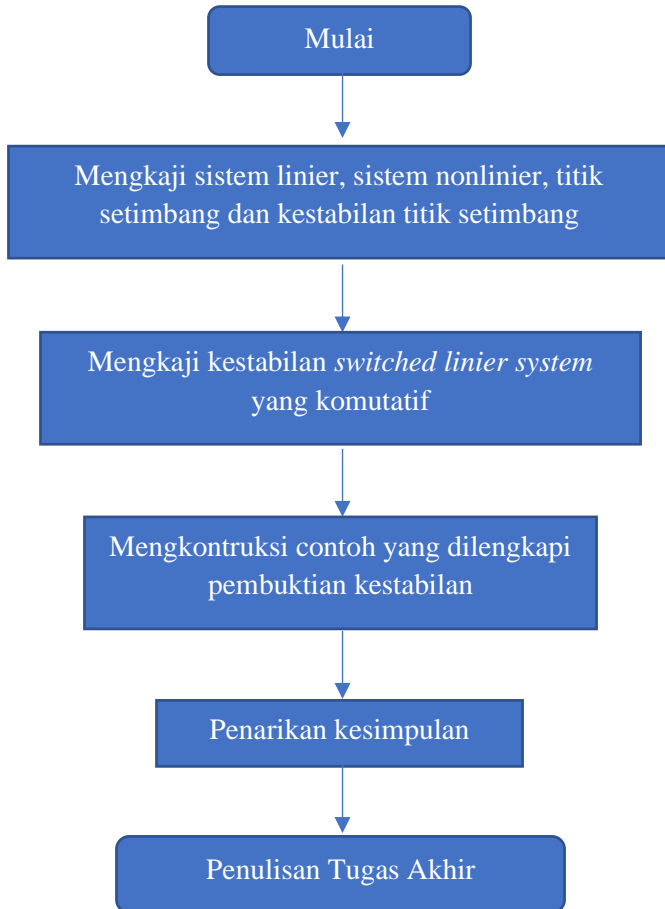 Mulai
Mengkaji sistem linier, sistem nonlinier, titik
setimbang dan kestabilan titik setimbang
Mengkaji kestabilan switched linier system
yang komutatif
Mengkontruksi contoh yang dilengkapi
pembuktian kestabilan
Penarikan kesimpulan
Penulisan Tugas Akhir